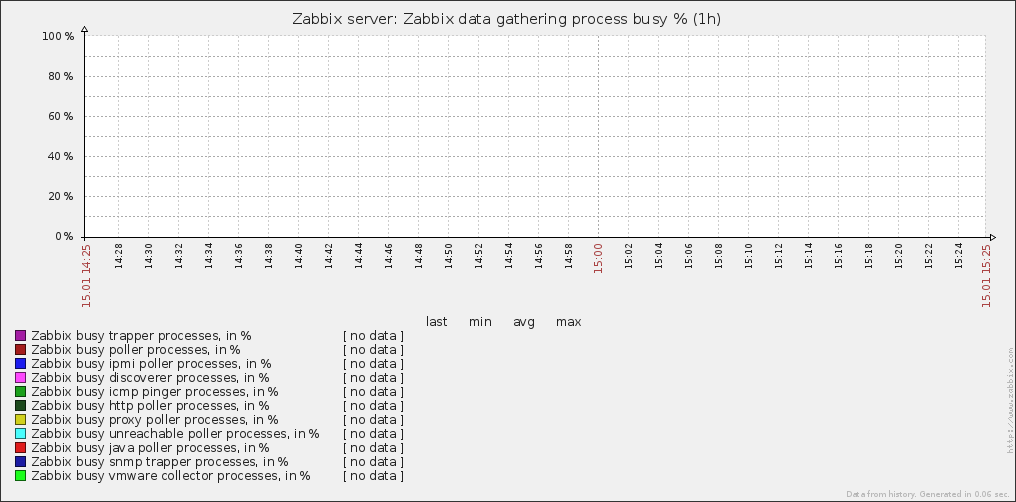 Zabbix server: Zabbix data gathering process busy % (1h)
100 %
80 %
60 %
40 %
20 %
0 %
15.01 14:25
14:28
14:30
14:32
14:34
14:36
14:38
14:40
14:42
14:44
14:46
14:48
14:50
14:52
14:54
14:56
14:58
15:00
15:02
15:04
15:06
15:08
15:10
15:12
15:14
15:16
15:18
15:20
15:22
15:24
15.01 15:25
last min avg max
Zabbix busy trapper processes, in % [ no data ]
Zabbix busy poller processes, in % [ no data ]
Zabbix busy ipmi poller processes, in % [ no data ]
Zabbix busy discoverer processes, in % [ no data ]
Zabbix busy icmp pinger processes, in % [ no data ]
Zabbix busy http poller processes, in % [ no data ]
Zabbix busy proxy poller processes, in % [ no data ]
Zabbix busy unreachable poller processes, in % [ no data ]
Zabbix busy java poller processes, in % [ no data ]
Zabbix busy snmp trapper processes, in % [ no data ]
Zabbix busy vmware collector processes, in % [ no data ]
http://www.zabbix.com
Data from history. Generated in 0.06 sec.